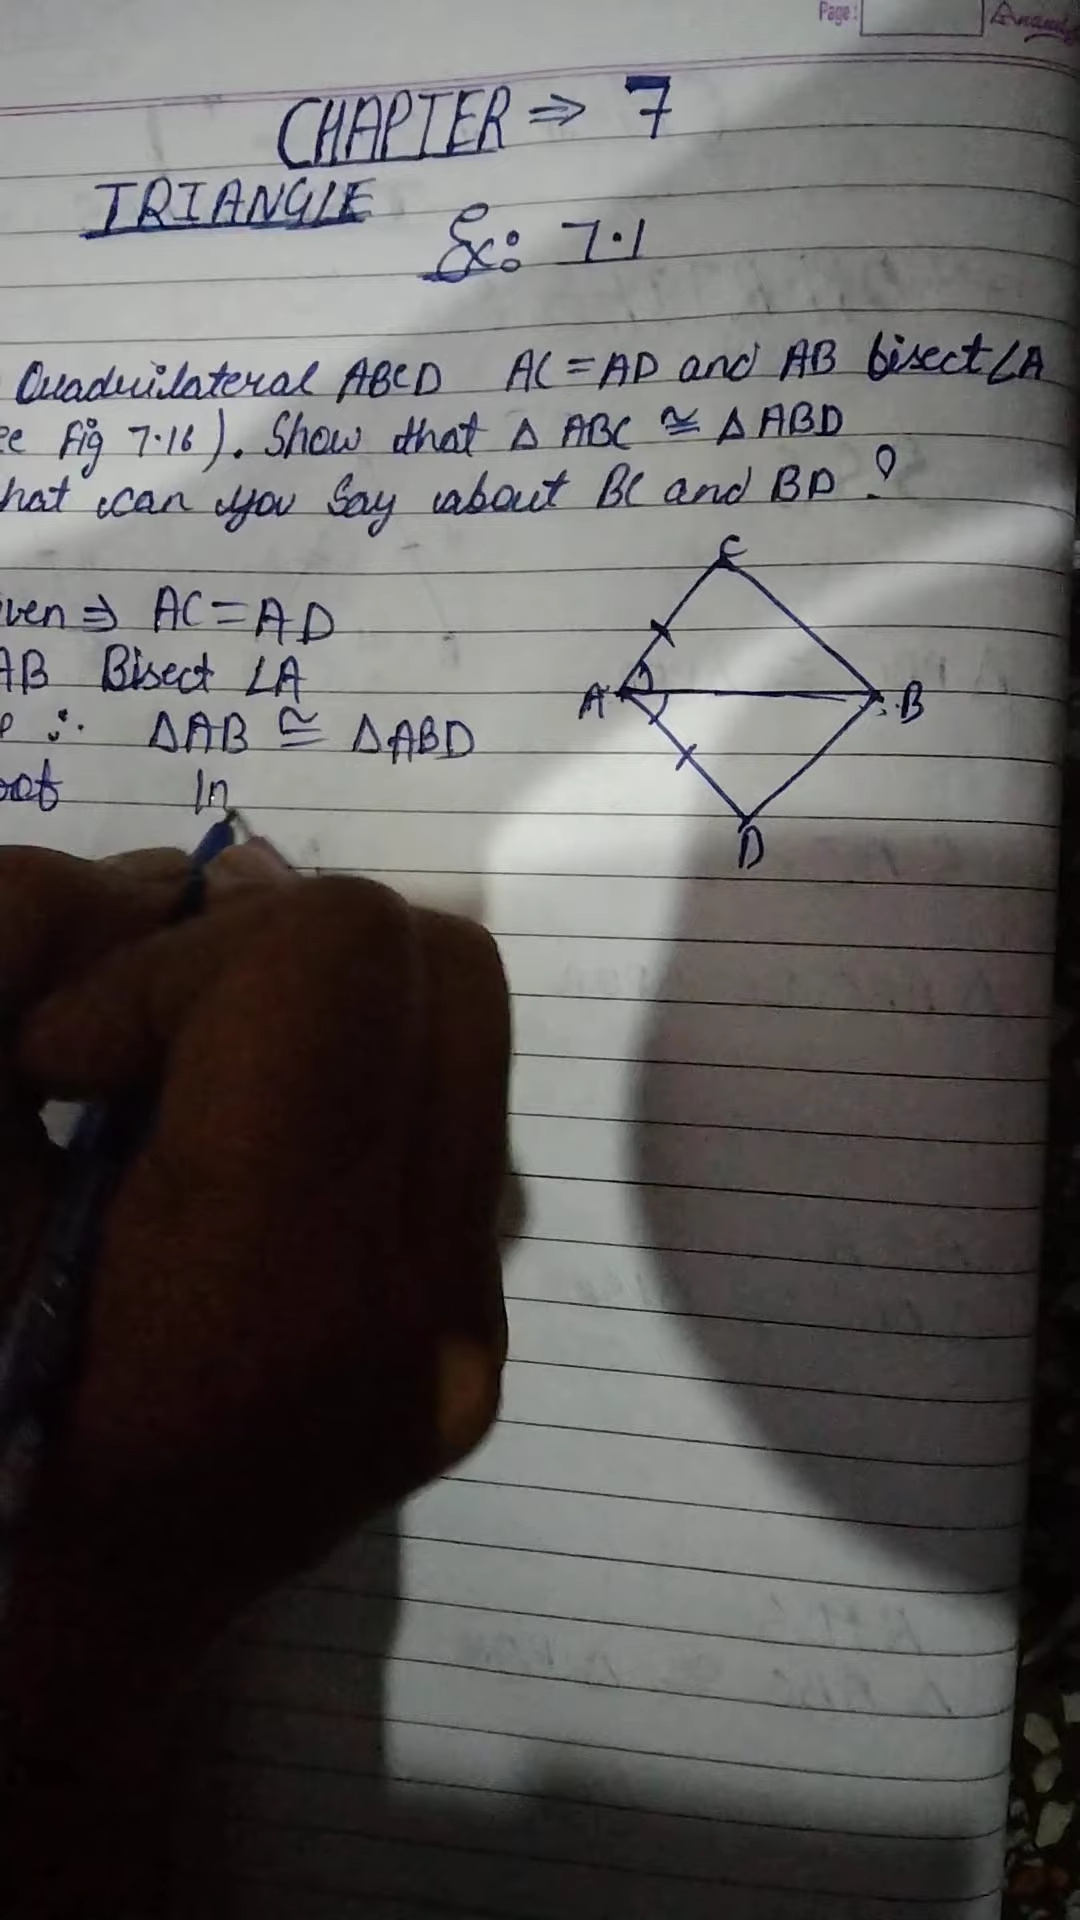 Page:
CHAPTER ⇒ 7
TRIANGLE
Ex: 7.1
Quadrilateral ABCD AC = AD and AB bisect ∠A
Fig 7.16). Show that △ ABC ≅ △ ABD
can you Say about BC and BD ?
⇒ AC = AD
AB Bisect ∠A
∴ △AB ≅ △ABD
In
C
A
B
D